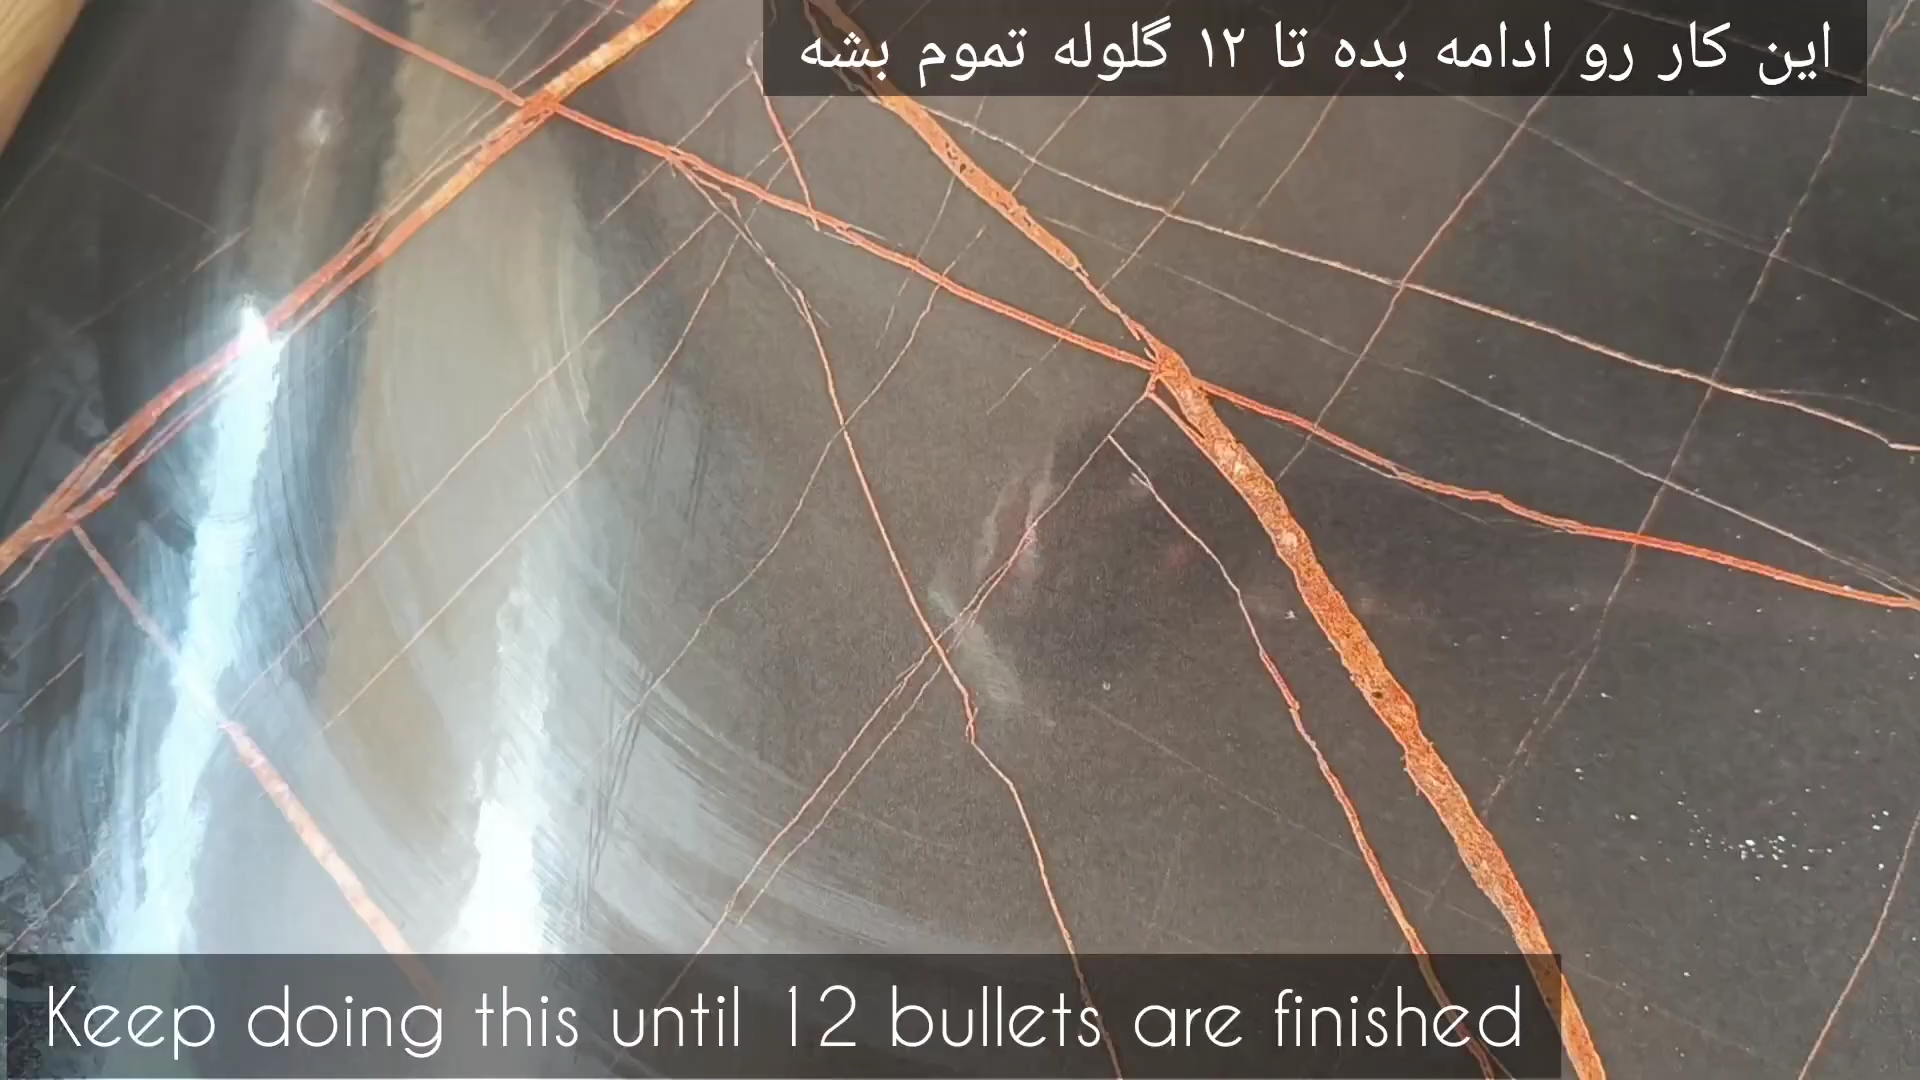 این کار رو ادامه بده تا ۱۲ گلوله تموم بشه
Keep doing this until 12 bullets are finished